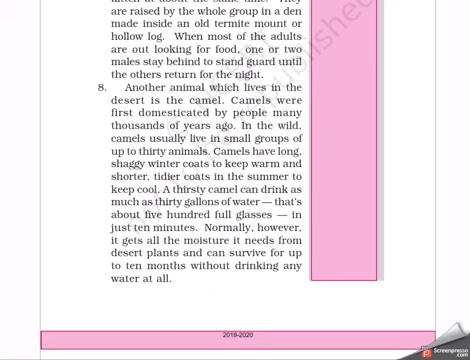 are raised by the whole group in a den
made inside an old termite mount or
hollow log. When most of the adults
are out looking for food, one or two
males stay behind to stand guard until
the others return for the night.
8. Another animal which lives in the
desert is the camel. Camels were
first domesticated by people many
thousands of years ago. In the wild,
camels usually live in small groups of
up to thirty animals. Camels have long,
shaggy winter coats to keep warm and
shorter, tidier coats in the summer to
keep cool. A thirsty camel can drink as
much as thirty gallons of water — that's
about five hundred full glasses — in
just ten minutes. Normally, however,
it gets all the moisture it needs from
desert plants and can survive for up
to ten months without drinking any
water at all.
2019-2020
Screenpresso.com